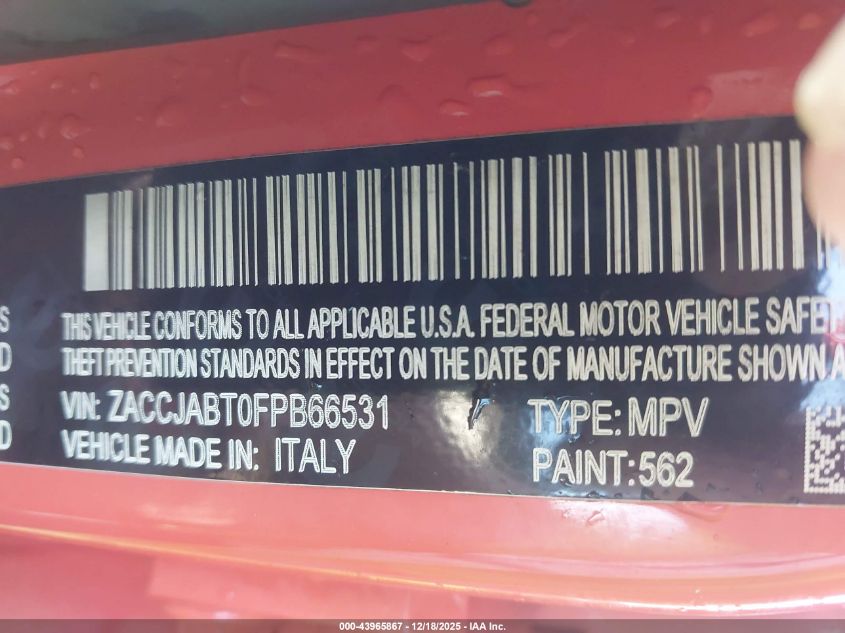 THIS VEHICLE CONFORMS TO ALL APPLICABLE U.S.A. FEDERAL MOTOR VEHICLE SAFET
THEFT PREVENTION STANDARDS IN EFFECT ON THE DATE OF MANUFACTURE SHOWN A
VIN: ZACCJABT0FPB66531 TYPE: MPV
VEHICLE MADE IN: ITALY PAINT:562
S
D
S
D
000-43965867 - 12/18/2025 - IAA Inc.